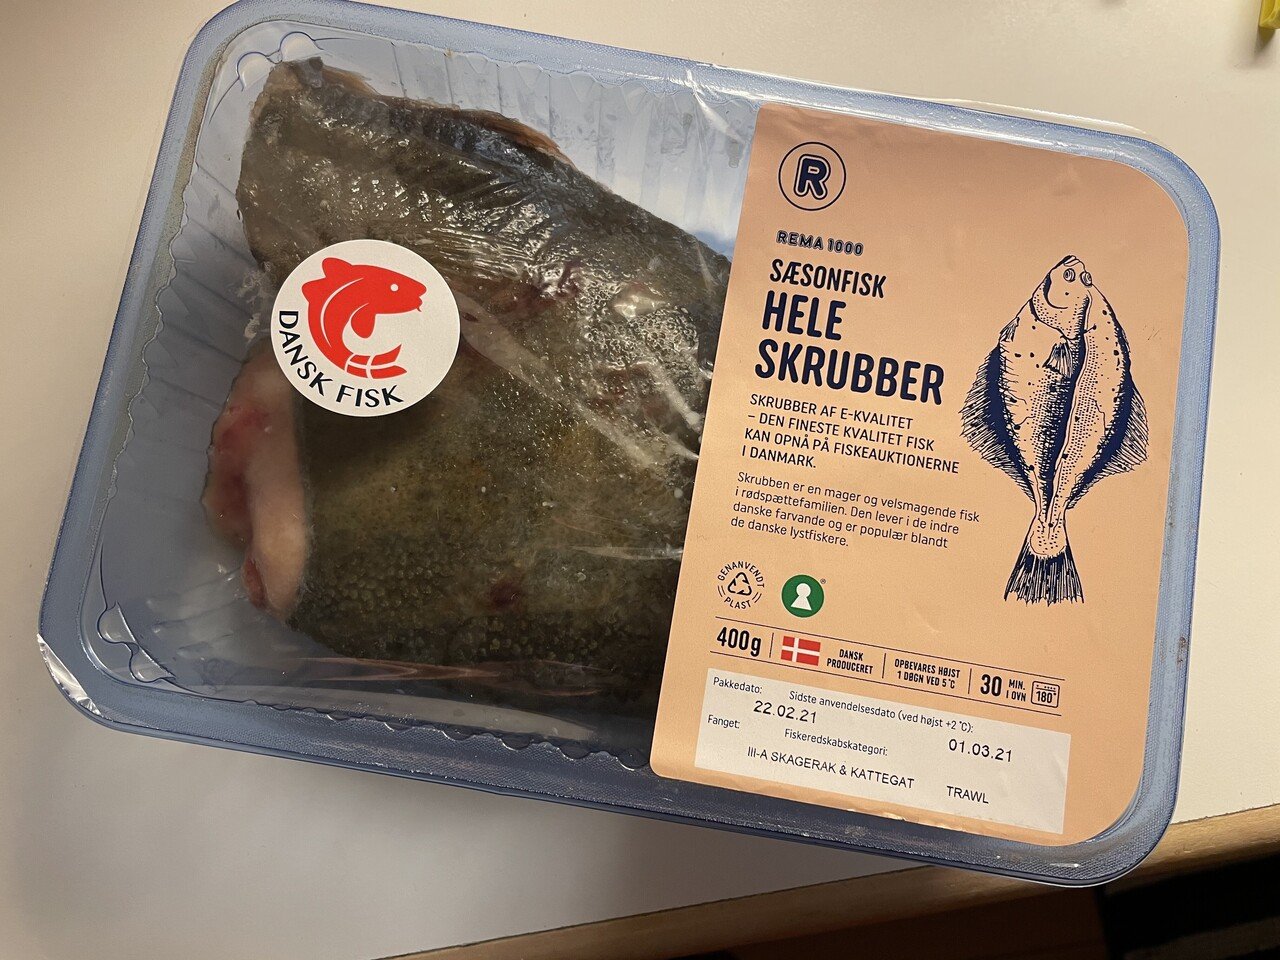 DANSK FISK
R
REMA 1000
SÆSONFISK
HELE
SKRUBBER
SKRUBBER AF E-KVALITET
– DEN FINESTE KVALITET FISK
KAN OPNÅ PÅ FISKEAUKTIONERNE
I DANMARK.
Skrubben er en mager og velsmagende fisk
i rødspættefamilien. Den lever i de indre
danske farvande og er populær blandt
de danske lystfiskere.
GENANVENDT
PLAST
®
400g
DANSK
PRODUCERET
OPBEVARES HØJST
1 DØGN VED 5°C
30 MIN.
I OVN
180°
Pakkedato: Sidste anvendelsesdato (ved højst +2 °C):
22.02.21 01.03.21
Fanget: Fiskeredskabskategori:
III-A SKAGERAK & KATTEGAT TRAWL